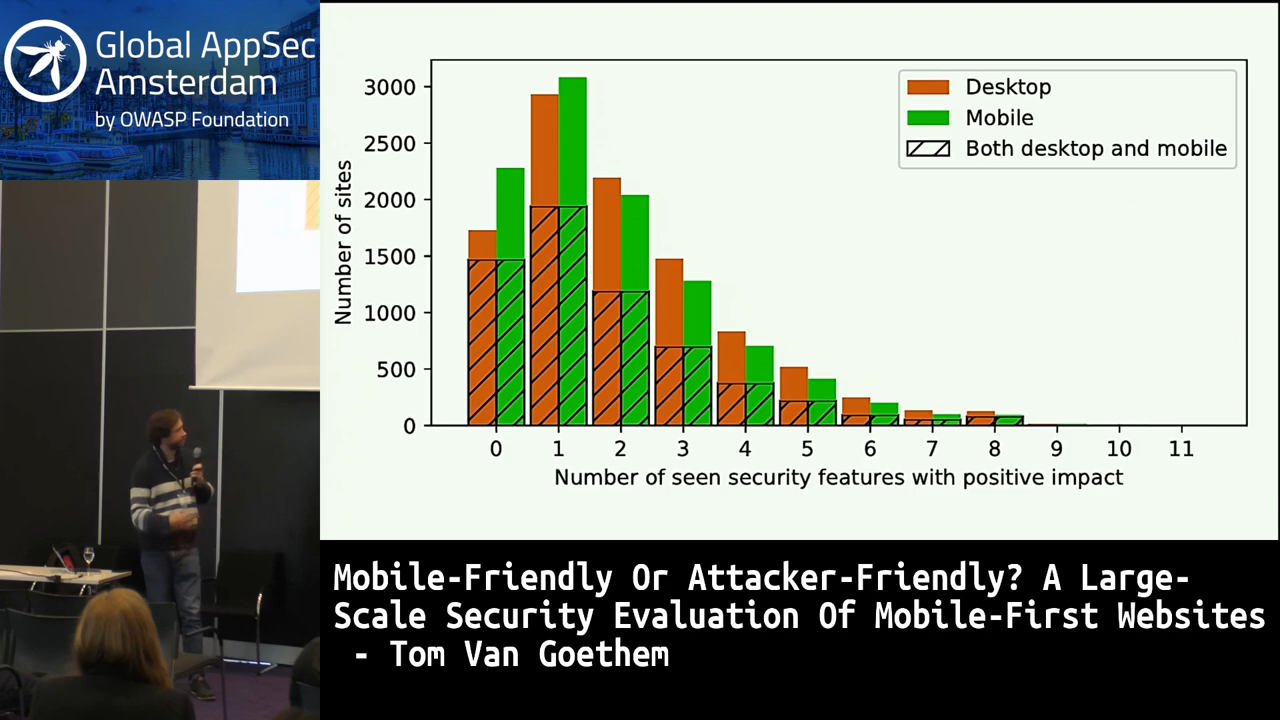 Global AppSec
Amsterdam
by OWASP Foundation
3000
2500
2000
1500
1000
500
0
Number of sites
Desktop
Mobile
Both desktop and mobile
0 1 2 3 4 5 6 7 8 9 10 11
Number of seen security features with positive impact
Mobile-Friendly Or Attacker-Friendly? A Large-
Scale Security Evaluation Of Mobile-First Websites
- Tom Van Goethem